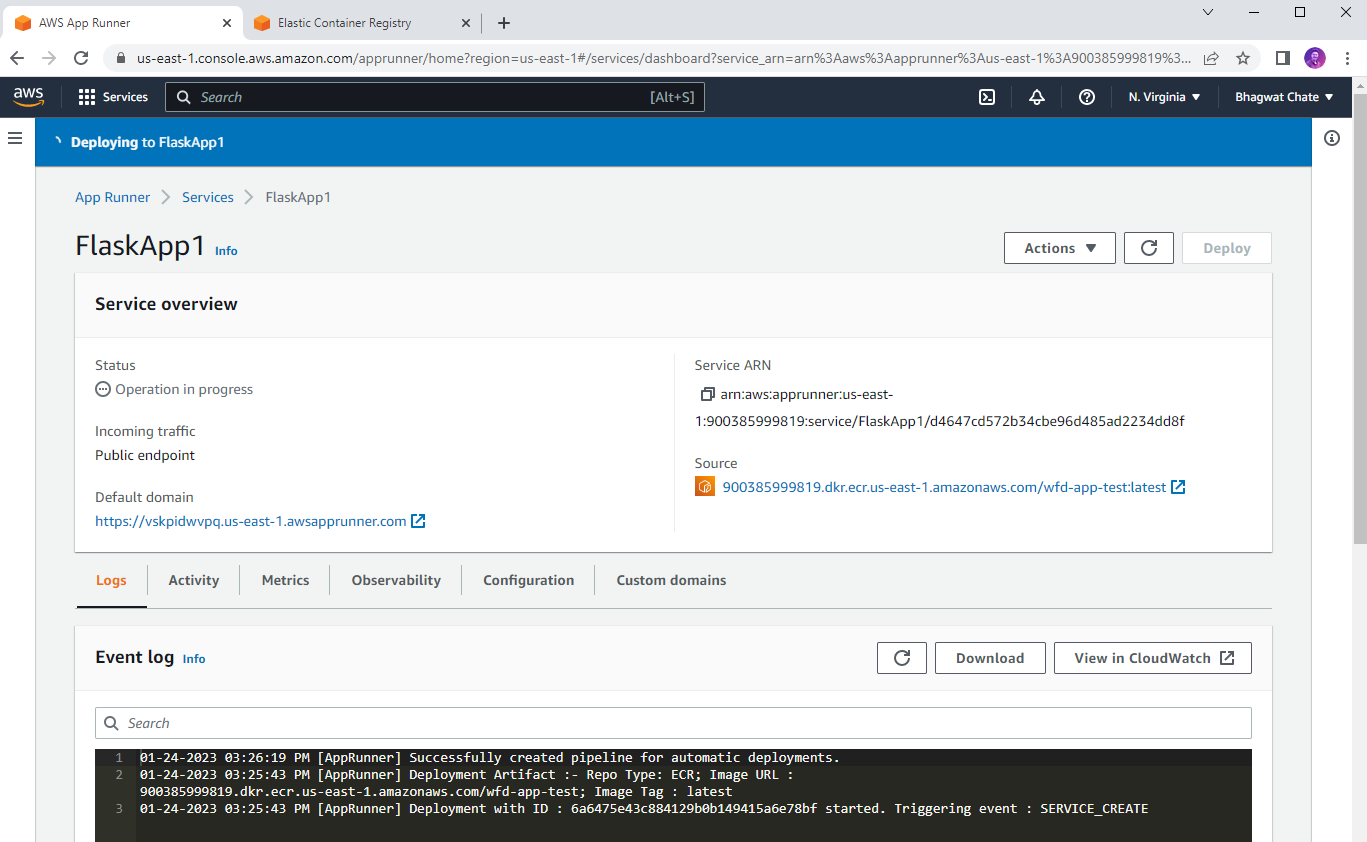 AWS App Runner
Elastic Container Registry
us-east-1.console.aws.amazon.com/apprunner/home?region=us-east-1#/services/dashboard?service_arn=arn%3Aaws%3Aapprunner%3Aus-east-1%3A900385999819%3...
aws
Services
Search
[Alt+S]
N. Virginia
Bhagwat Chate
Deploying to FlaskApp1
App Runner
Services
FlaskApp1
FlaskApp1 Info
Actions
Deploy
Service overview
Status
Operation in progress
Incoming traffic
Public endpoint
Default domain
https://vskpidwvpq.us-east-1.awsapprunner.com
Service ARN
arn:aws:apprunner:us-east-
1:900385999819:service/FlaskApp1/d4647cd572b34cbe96d485ad2234dd8f
Source
900385999819.dkr.ecr.us-east-1.amazonaws.com/wfd-app-test:latest
Logs
Activity
Metrics
Observability
Configuration
Custom domains
Event log Info
Download
View in CloudWatch
Search
1 01-24-2023 03:26:19 PM [AppRunner] Successfully created pipeline for automatic deployments.
2 01-24-2023 03:25:43 PM [AppRunner] Deployment Artifact :- Repo Type: ECR; Image URL :
900385999819.dkr.ecr.us-east-1.amazonaws.com/wfd-app-test; Image Tag : latest
3 01-24-2023 03:25:43 PM [AppRunner] Deployment with ID : 6a6475e43c884129b0b149415a6e78bf started. Triggering event : SERVICE_CREATE